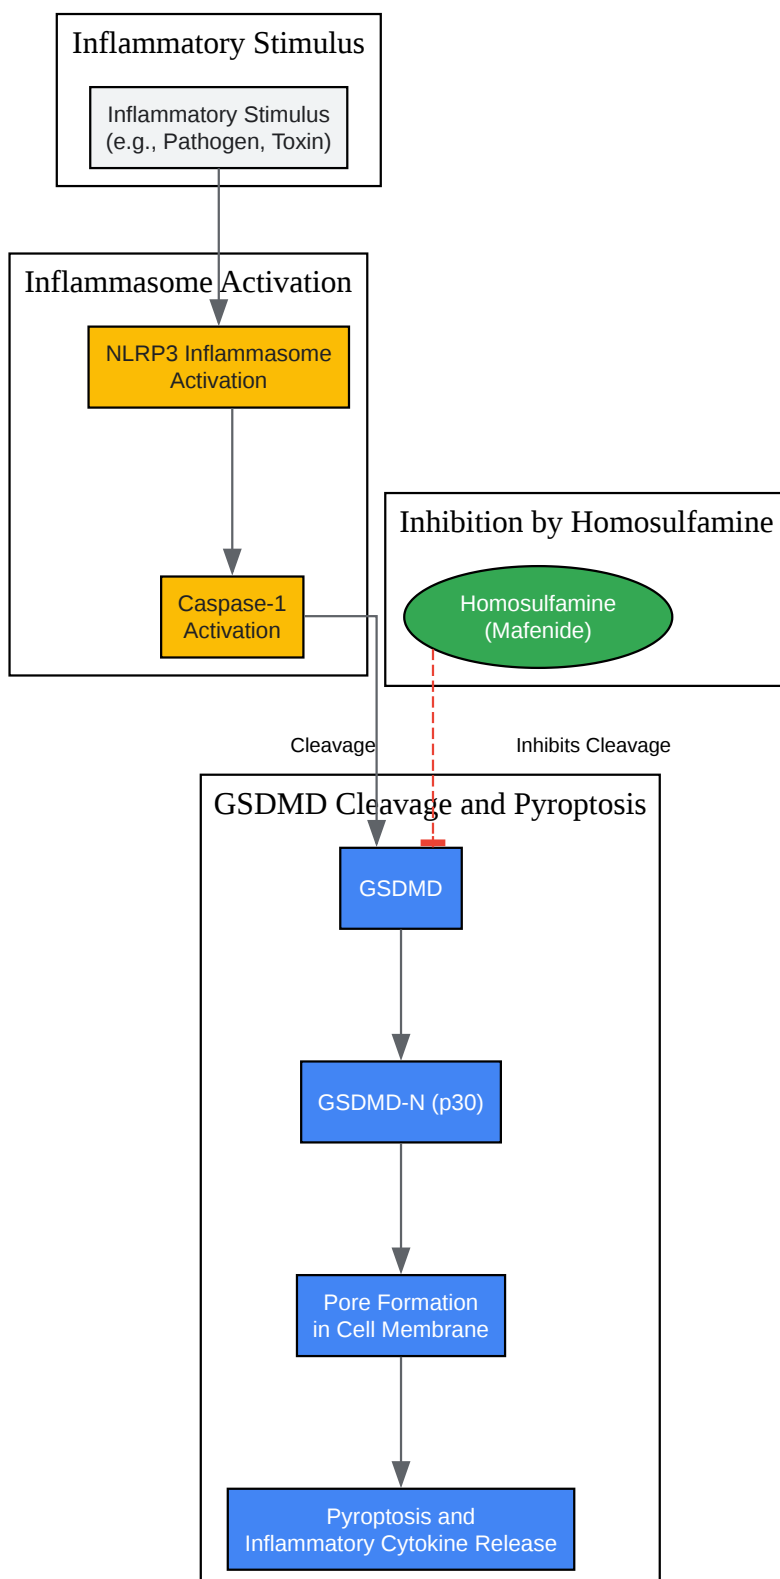 Inflammatory Stimulus
Inflammatory Stimulus
(e.g., Pathogen, Toxin)
Inflammasome Activation
NLRP3 Inflammasome
Activation
Inhibition by Homosulfamine
Homosulfamine
(Mafenide)
Caspase-1
Activation
Cleavage
Inhibits Cleavage
GSDMD Cleavage and Pyroptosis
GSDMD
GSDMD-N (p30)
Pore Formation
in Cell Membrane
Pyroptosis and
Inflammatory Cytokine Release